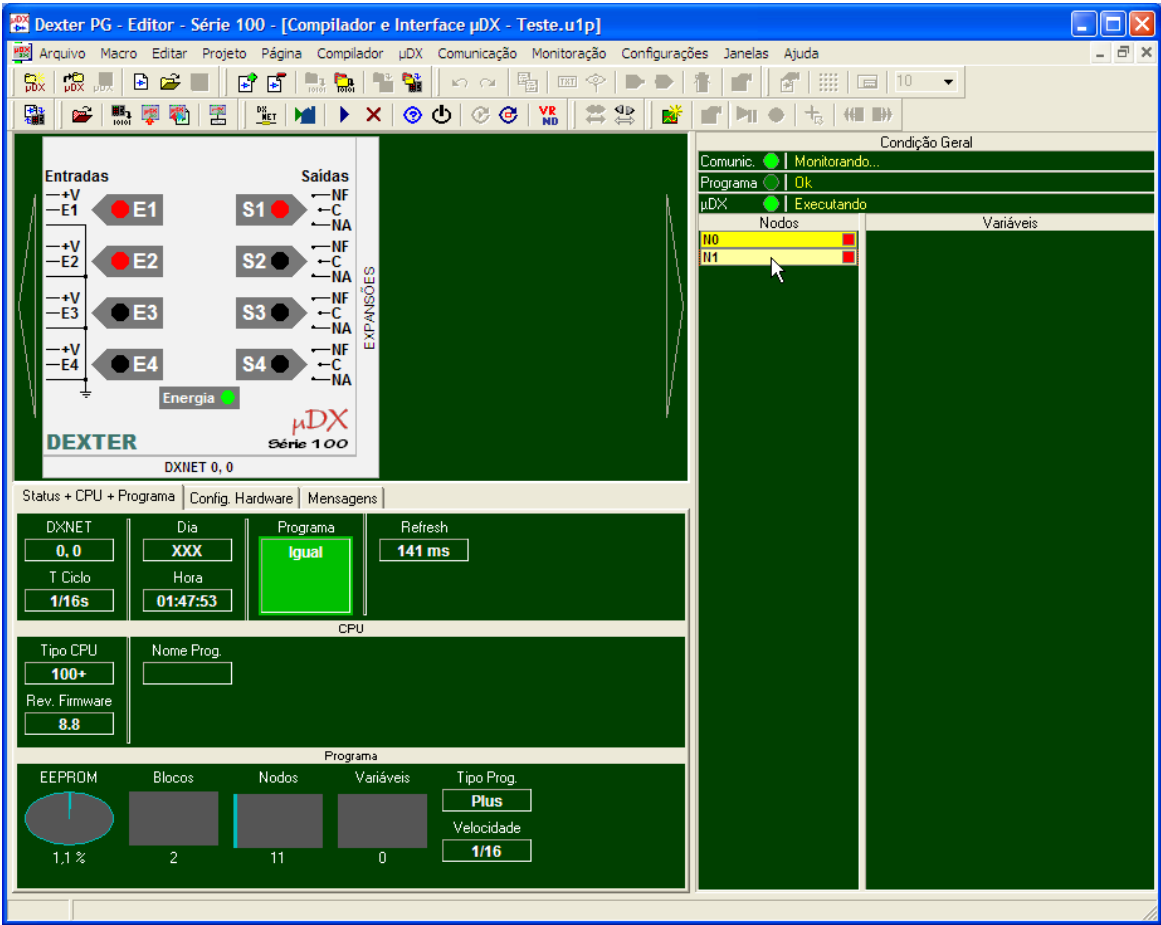 Dexter PG - Editor - Série 100 - [Compilador e Interface µDX - Teste.u1p]
Arquivo Macro Editar Projeto Página Compilador µDX Comunicação Monitoração Configurações Janelas Ajuda
10
Entradas Saídas
+V
E1
E1
S1
NF
C
NA
+V
E2
E2
S2
NF
C
NA
+V
E3
E3
S3
NF
C
NA
+V
E4
E4
S4
NF
C
NA
EXPANSÕES
Energia
µDX
DEXTER Série 100
DXNET 0, 0
Condição Geral
Comunic. Monitorando...
Programa Ok
µDX Executando
Nodos Variáveis
N0
N1
Status + CPU + Programa Config. Hardware Mensagens
DXNET Dia Programa Refresh
0, 0 XXX Igual 141 ms
T Ciclo Hora
1/16s 01:47:53
CPU
Tipo CPU Nome Prog.
100+
Rev. Firmware
8.8
Programa
EEPROM Blocos Nodos Variáveis Tipo Prog.
Plus
Velocidade
1,1 % 2 11 0 1/16